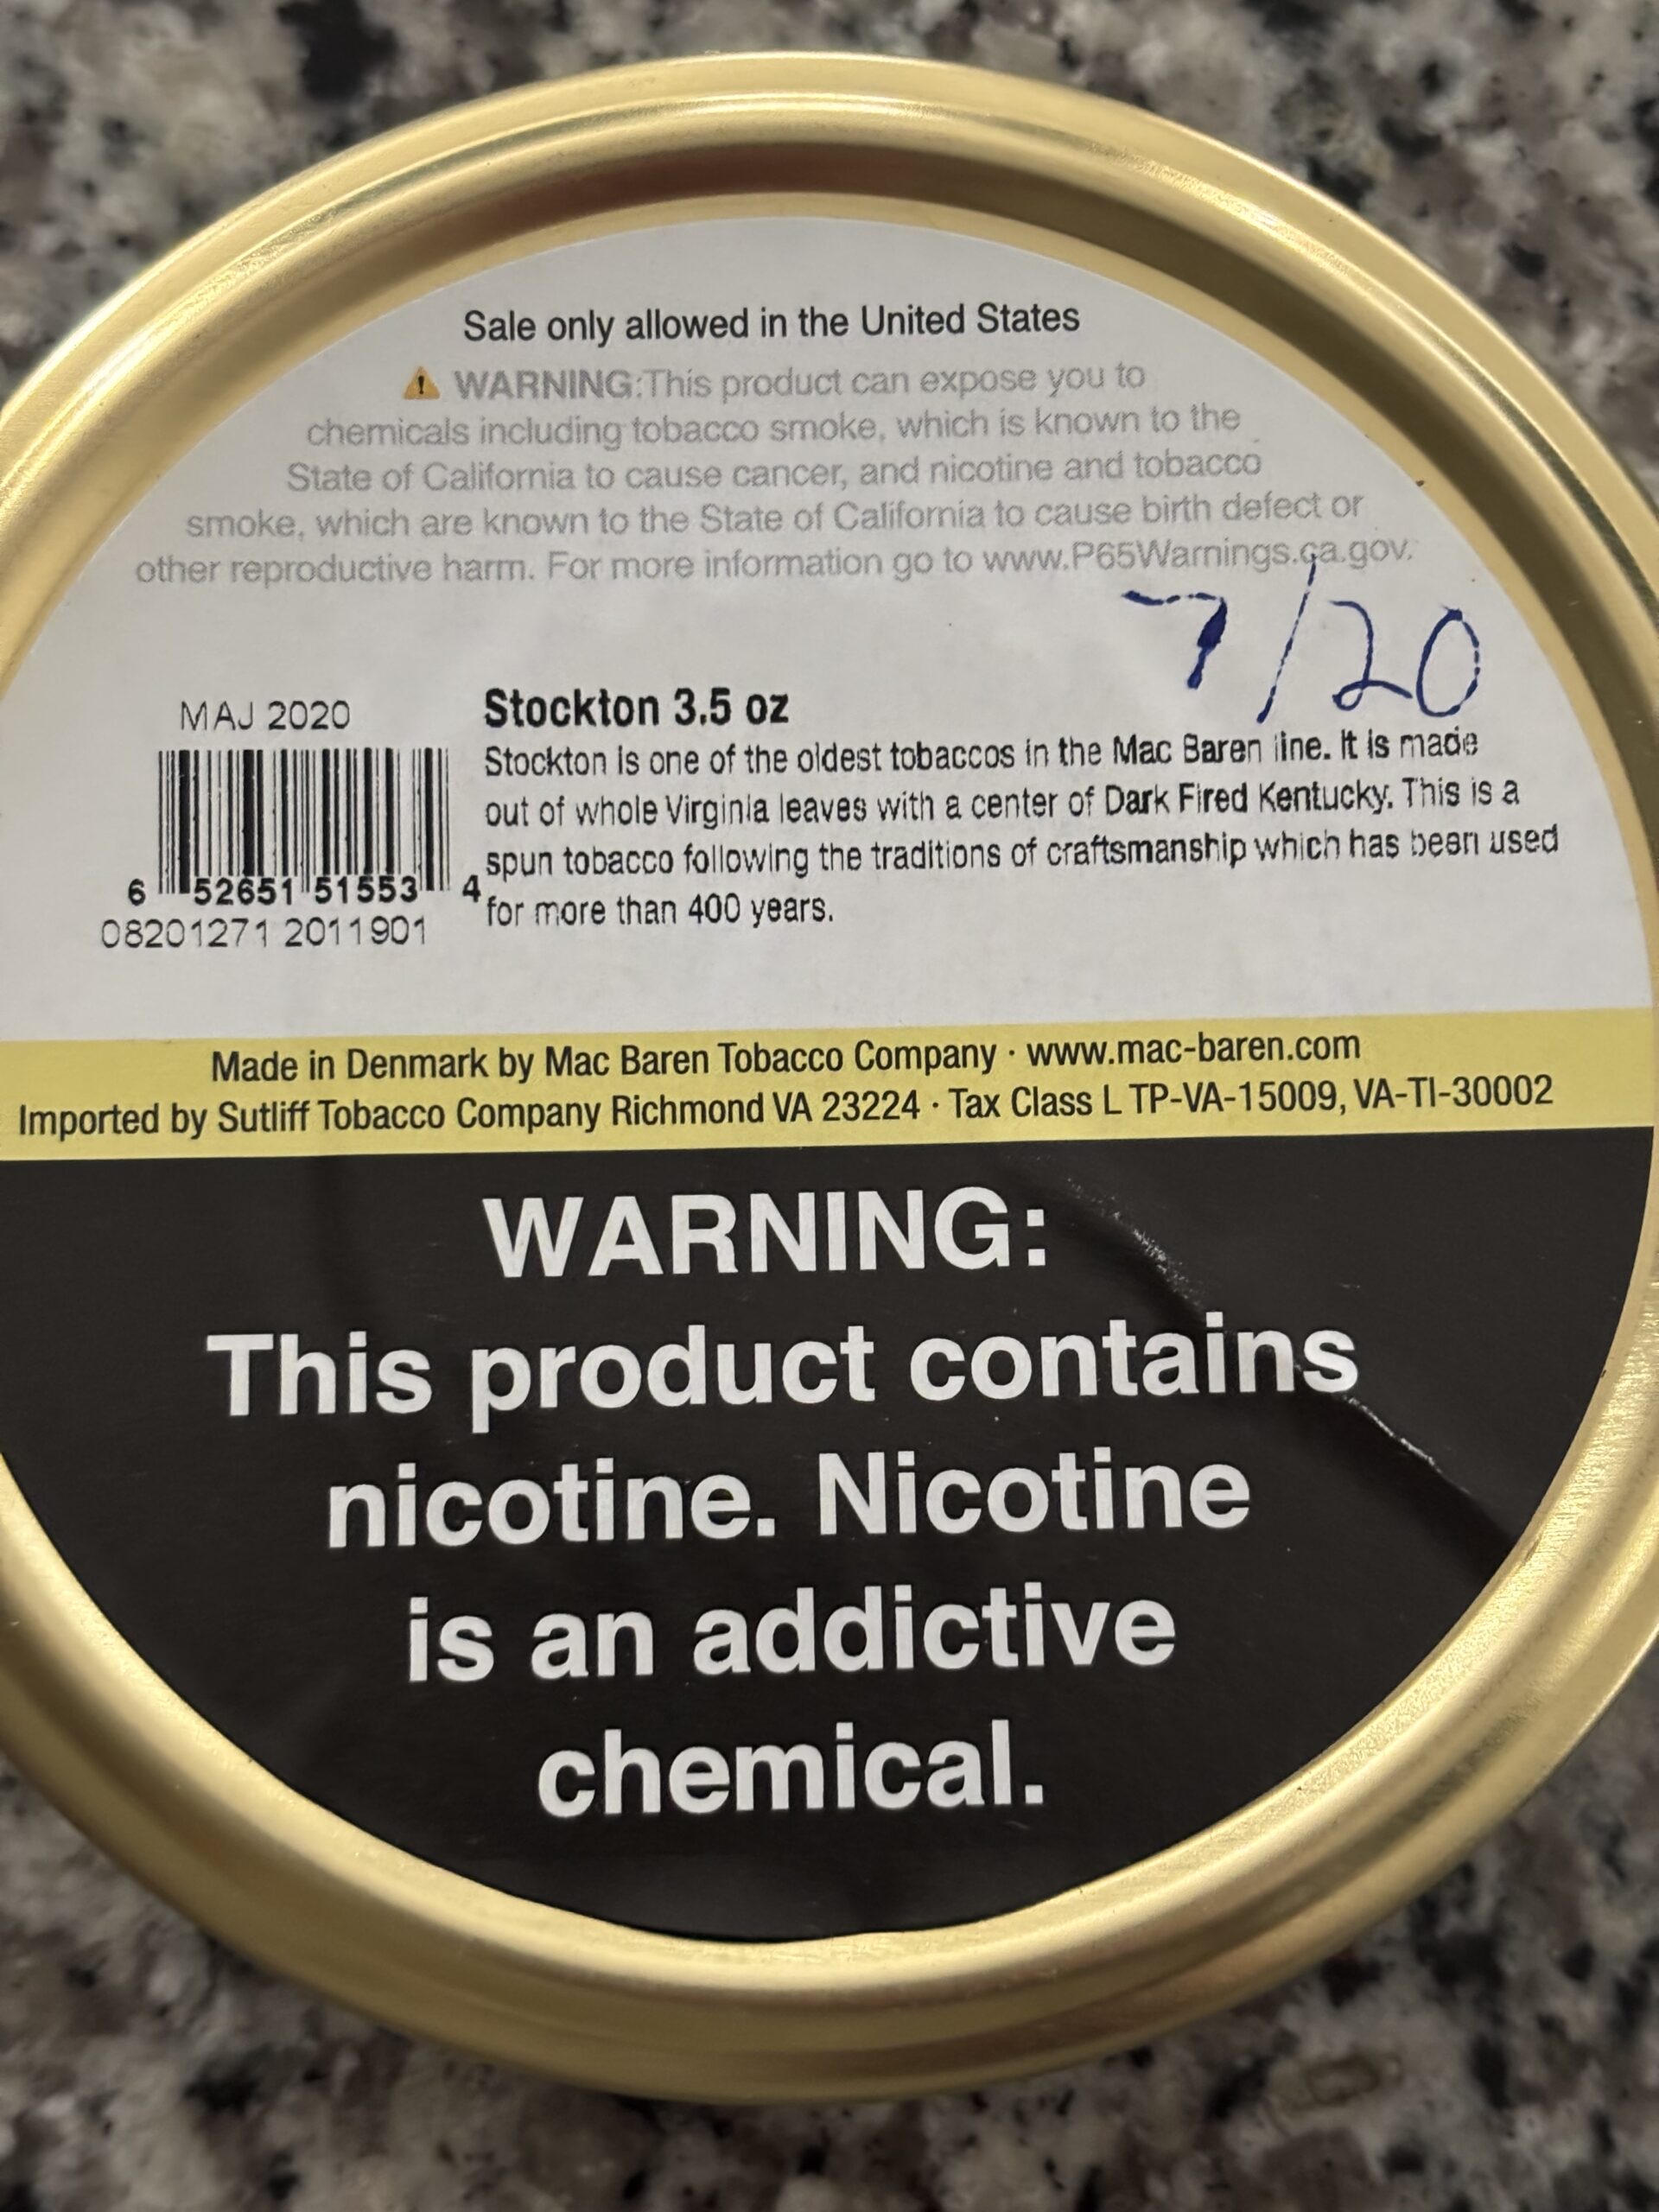 Sale only allowed in the United States
⚠ WARNING:This product can expose you to
chemicals including tobacco smoke, which is known to the
State of California to cause cancer, and nicotine and tobacco
smoke, which are known to the State of California to cause birth defect or
other reproductive harm. For more information go to www.P65Warnings.ca.gov.
7/20
MAJ 2020
6 52651 51553 4
08201271 2011901
Stockton 3.5 oz
Stockton is one of the oldest tobaccos in the Mac Baren line. It is made
out of whole Virginia leaves with a center of Dark Fired Kentucky. This is a
spun tobacco following the traditions of craftsmanship which has been used
for more than 400 years.
Made in Denmark by Mac Baren Tobacco Company · www.mac-baren.com
Imported by Sutliff Tobacco Company Richmond VA 23224 · Tax Class L TP-VA-15009, VA-TI-30002
WARNING:
This product contains
nicotine. Nicotine
is an addictive
chemical.